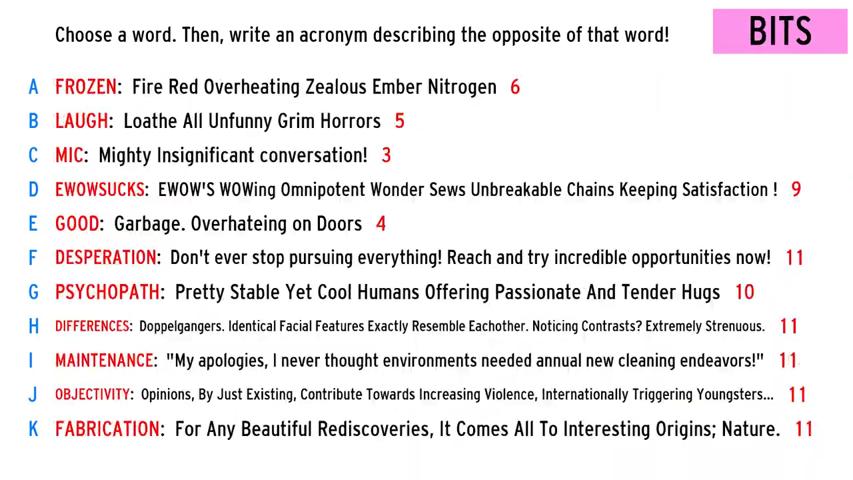 Choose a word. Then, write an acronym describing the opposite of that word!
BITS
A FROZEN: Fire Red Overheating Zealous Ember Nitrogen 6
B LAUGH: Loathe All Unfunny Grim Horrors 5
C MIC: Mighty Insignificant conversation! 3
D EWOWSUCKS: EWOW'S WOWing Omnipotent Wonder Sews Unbreakable Chains Keeping Satisfaction ! 9
E GOOD: Garbage. Overhateing on Doors 4
F DESPERATION: Don't ever stop pursuing everything! Reach and try incredible opportunities now! 11
G PSYCHOPATH: Pretty Stable Yet Cool Humans Offering Passionate And Tender Hugs 10
H DIFFERENCES: Doppelgangers. Identical Facial Features Exactly Resemble Eachother. Noticing Contrasts? Extremely Strenuous. 11
I MAINTENANCE: "My apologies, I never thought environments needed annual new cleaning endeavors!" 11
J OBJECTIVITY: Opinions, By Just Existing, Contribute Towards Increasing Violence, Internationally Triggering Youngsters... 11
K FABRICATION: For Any Beautiful Rediscoveries, It Comes All To Interesting Origins; Nature. 11